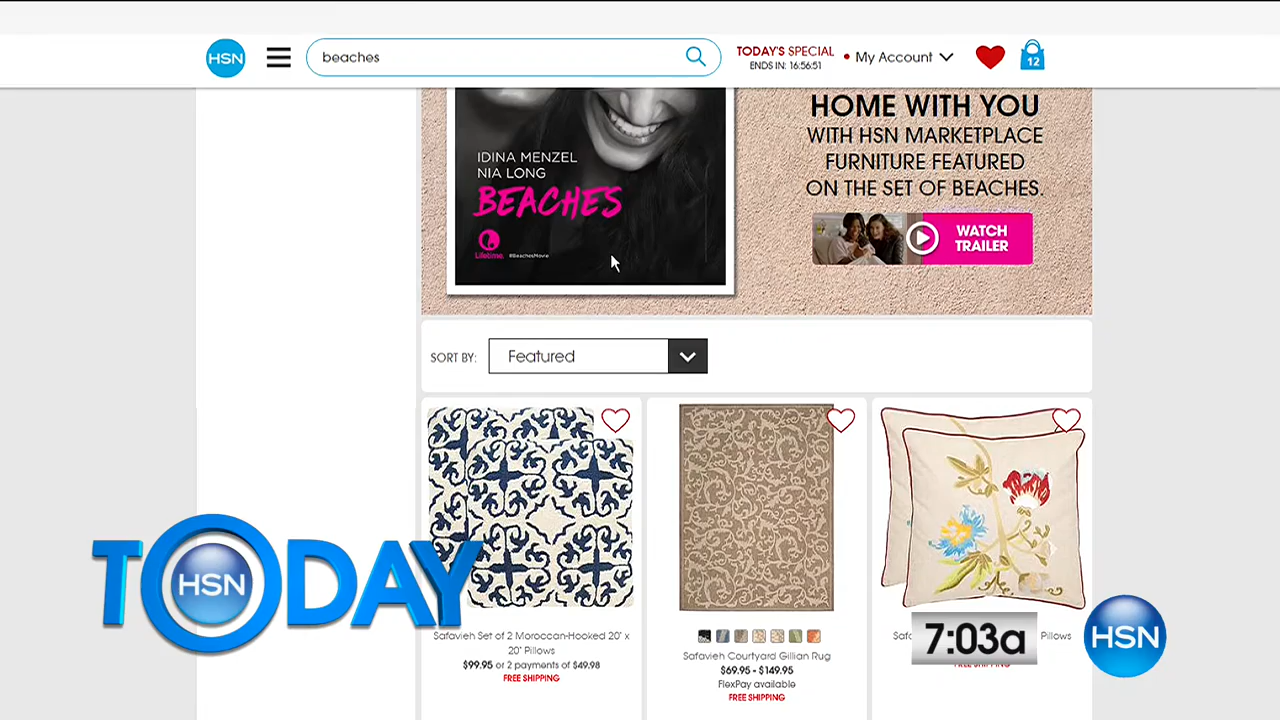 HSN
beaches
TODAY'S SPECIAL
ENDS IN: 16:56:51
My Account
12
HOME WITH YOU
WITH HSN MARKETPLACE
FURNITURE FEATURED
ON THE SET OF BEACHES.
WATCH
TRAILER
IDINA MENZEL
NIA LONG
BEACHES
Lifetime
#BeachesMovie
SORT BY:
Featured
Safavieh Set of 2 Moroccan-Hooked 20" x
20" Pillows
$99.95 or 2 payments of $49.98
FREE SHIPPING
Safavieh Courtyard Gillian Rug
$69.95 - $149.95
FlexPay available
FREE SHIPPING
Pillows
FREE SHIPPING
TODAY
HSN
7:03a
HSN